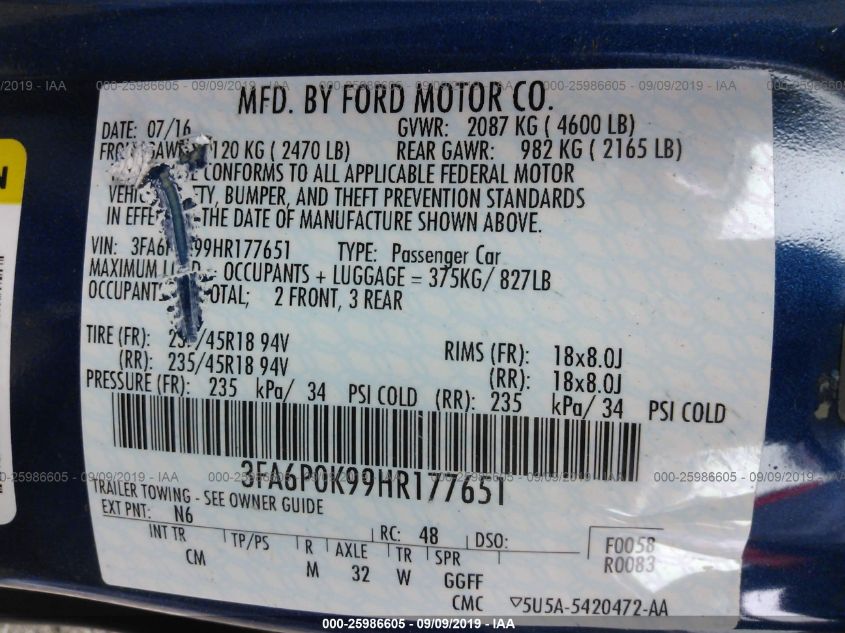 000-25986605 - 09/09/2019 - IAA
MFD. BY FORD MOTOR CO.
DATE: 07/16 GVWR: 2087 KG ( 4600 LB)
120 KG ( 2470 LB) REAR GAWR: 982 KG ( 2165 LB)
CONFORMS TO ALL APPLICABLE FEDERAL MOTOR
BUMPER, AND THEFT PREVENTION STANDARDS
IN THE DATE OF MANUFACTURE SHOWN ABOVE.
VIN: 3FA6 99HR177651 TYPE: Passenger Car
MAXIMUM OCCUPANTS + LUGGAGE = 375KG/ 827LB
2 FRONT, 3 REAR
TIRE (FR): /45R18 94V RIMS (FR): 18x8.0J
(RR): 235/45R18 94V (RR): 18x8.0J
PRESSURE (FR): 235 kPa/ 34 PSI COLD (RR): 235 kPa/ 34 PSI COLD
3FA6P0K99HR177651
000-25986605 - 09/09/2019 - IAA
TRAILER TOWING - SEE OWNER GUIDE
EXT PNT: N6 RC: 48 DSO: F0058
INT TR TP/PS R AXLE TR SPR R0083
CM M 32 W GGFF
CMC ▽5U5A-5420472-AA
000-25986605 - 09/09/2019 - IAA